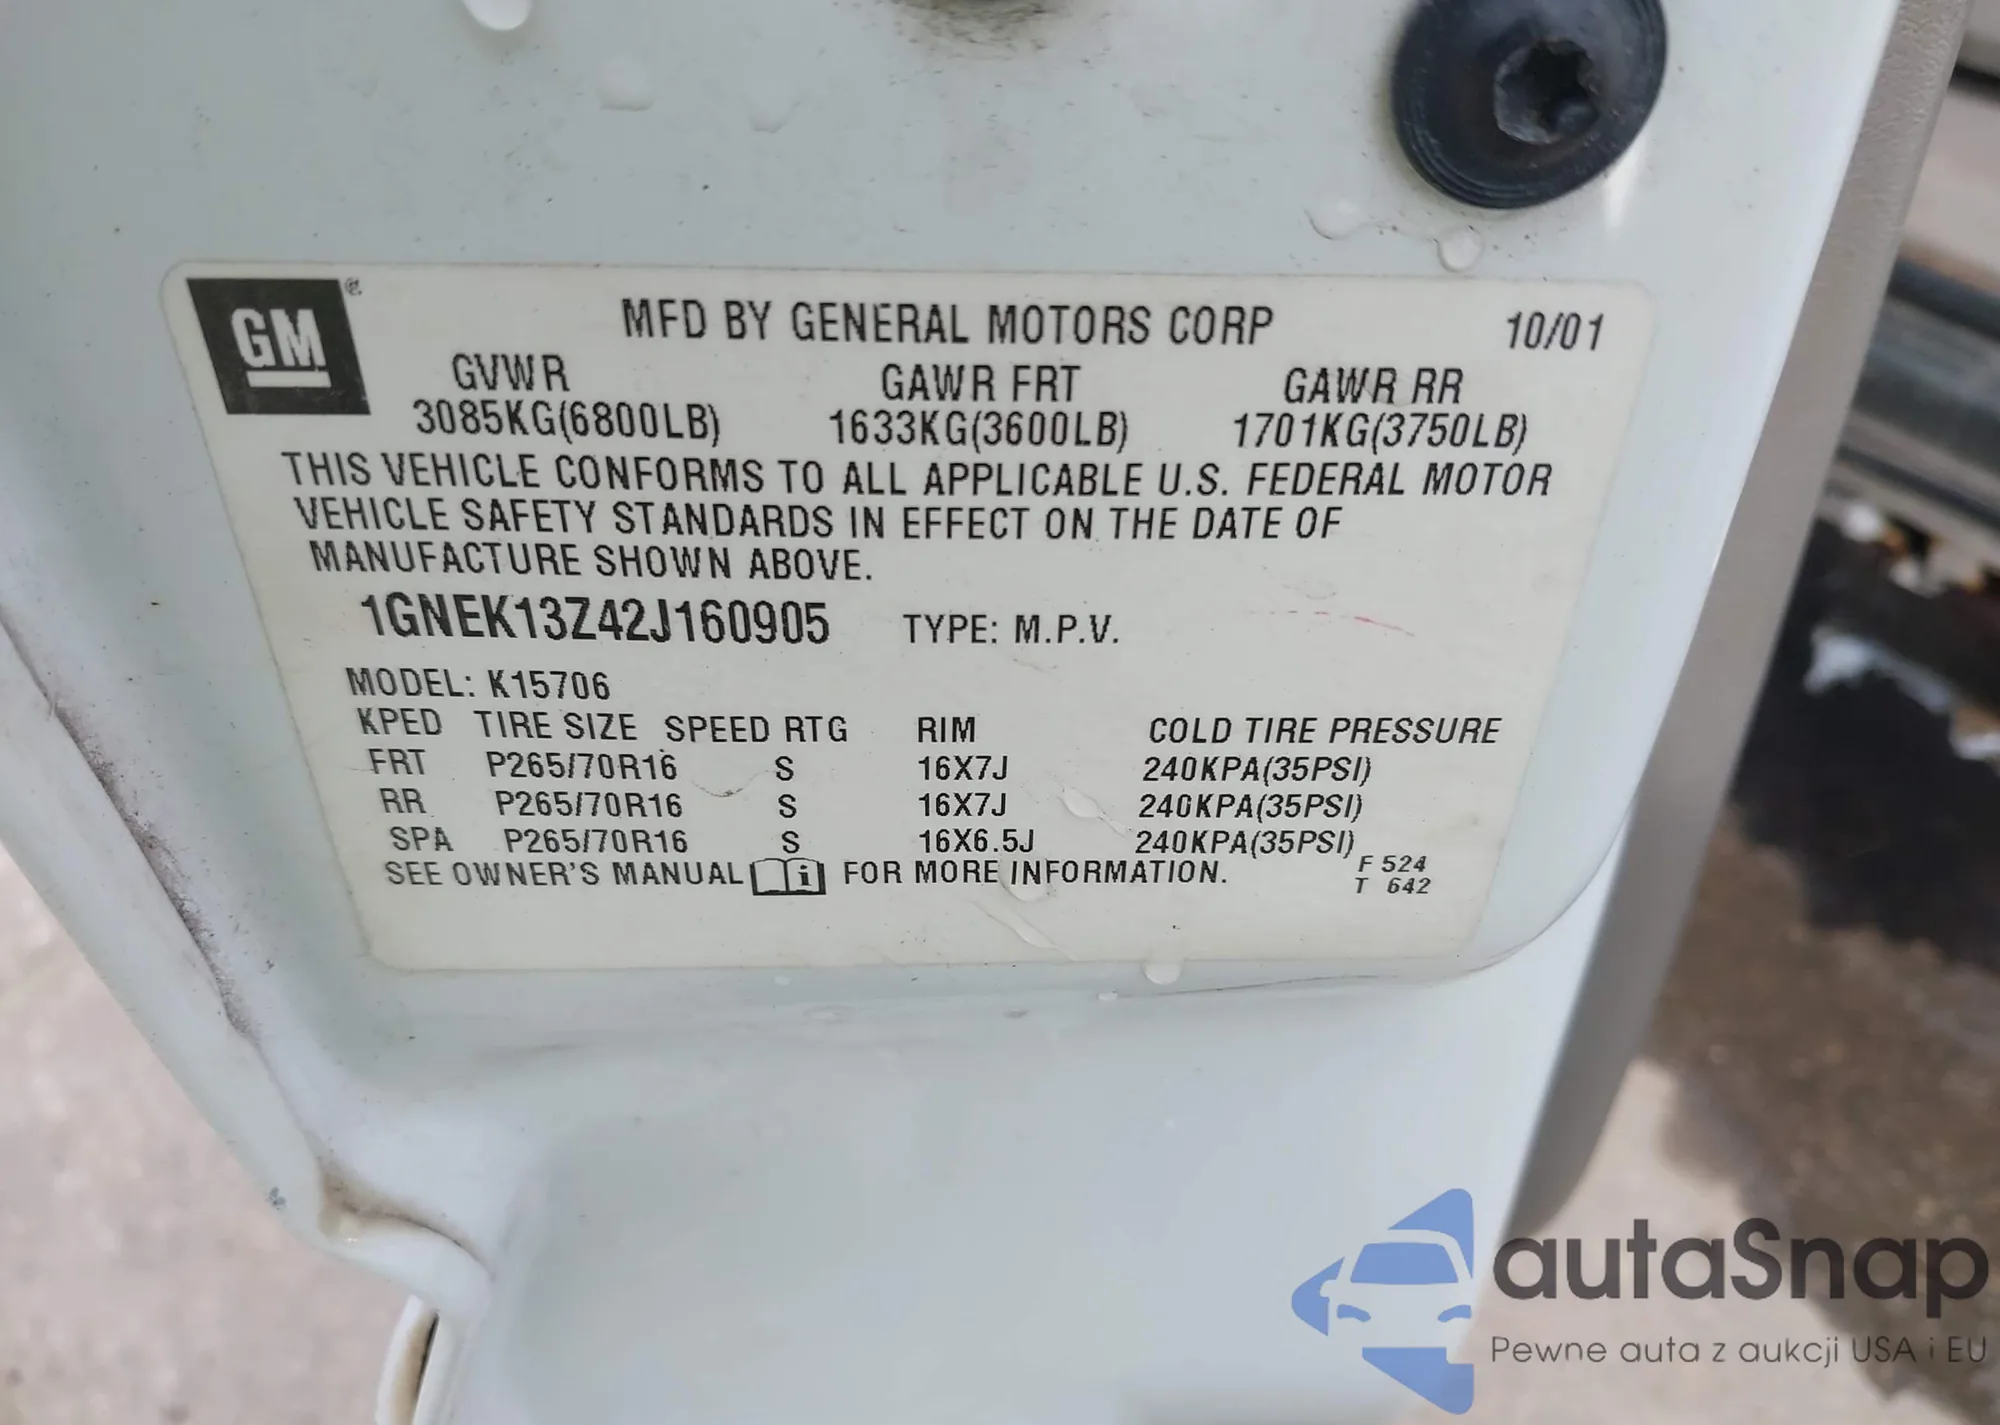 GM ®
MFD BY GENERAL MOTORS CORP 10/01
GVWR GAWR FRT GAWR RR
3085KG(6800LB) 1633KG(3600LB) 1701KG(3750LB)
THIS VEHICLE CONFORMS TO ALL APPLICABLE U.S. FEDERAL MOTOR
VEHICLE SAFETY STANDARDS IN EFFECT ON THE DATE OF
MANUFACTURE SHOWN ABOVE.
1GNEK13Z42J160905 TYPE: M.P.V.
MODEL: K15706
KPED TIRE SIZE SPEED RTG RIM COLD TIRE PRESSURE
FRT P265/70R16 S 16X7J 240KPA(35PSI)
RR P265/70R16 S 16X7J 240KPA(35PSI)
SPA P265/70R16 S 16X6.5J 240KPA(35PSI)
SEE OWNER'S MANUAL i FOR MORE INFORMATION.
F 524
T 642
autaSnap
Pewne auta z aukcji USA i EU